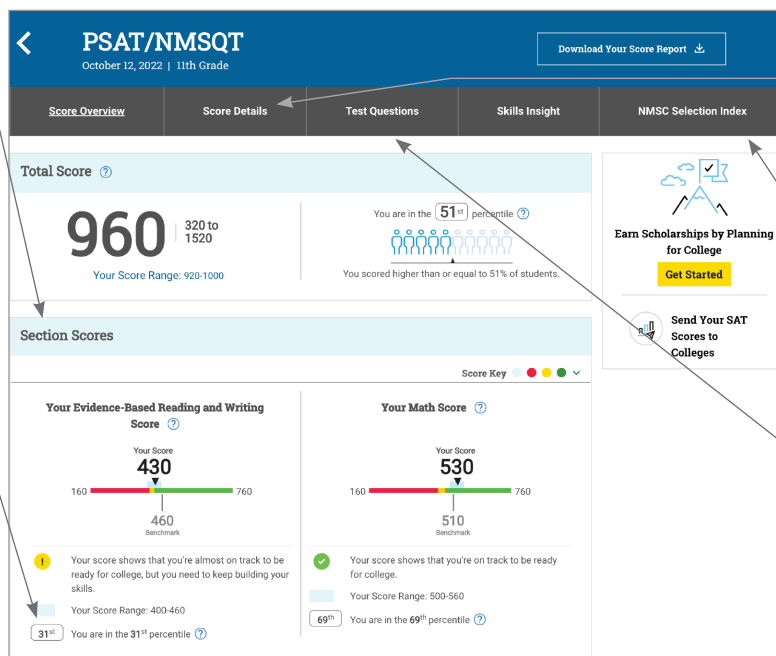 PSAT/NMSQT
October 12, 2022 | 11th Grade
Download Your Score Report
Score Overview
Score Details
Test Questions
Skills Insight
NMSC Selection Index
Total Score ?
960
320 to
1520
Your Score Range: 920-1000
You are in the 51st percentile ?
You scored higher than or equal to 51% of students.
Earn Scholarships by Planning
for College
Get Started
Send Your SAT
Scores to
Colleges
Section Scores
Score Key
Your Evidence-Based Reading and Writing
Score ?
Your Score
430
160
760
460
Benchmark
! Your score shows that you're almost on track to be
ready for college, but you need to keep building your
skills.
Your Score Range: 400-460
31st You are in the 31st percentile ?
Your Math Score ?
Your Score
530
160
760
510
Benchmark
Your score shows that you're on track to be ready
for college.
Your Score Range: 500-560
69th You are in the 69th percentile ?